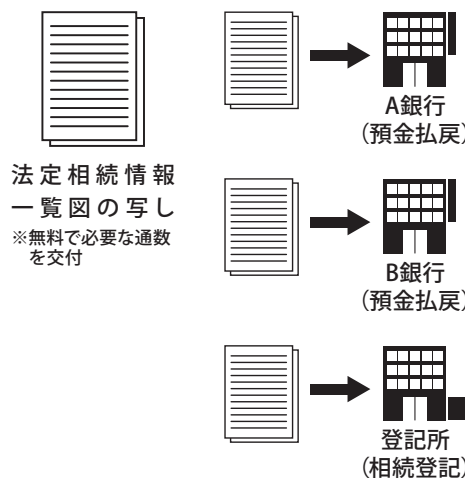 法定相続情報
一覧図の写し
※無料で必要な通数
を交付
A銀行
(預金払戻)
B銀行
(預金払戻)
登記所
(相続登記)